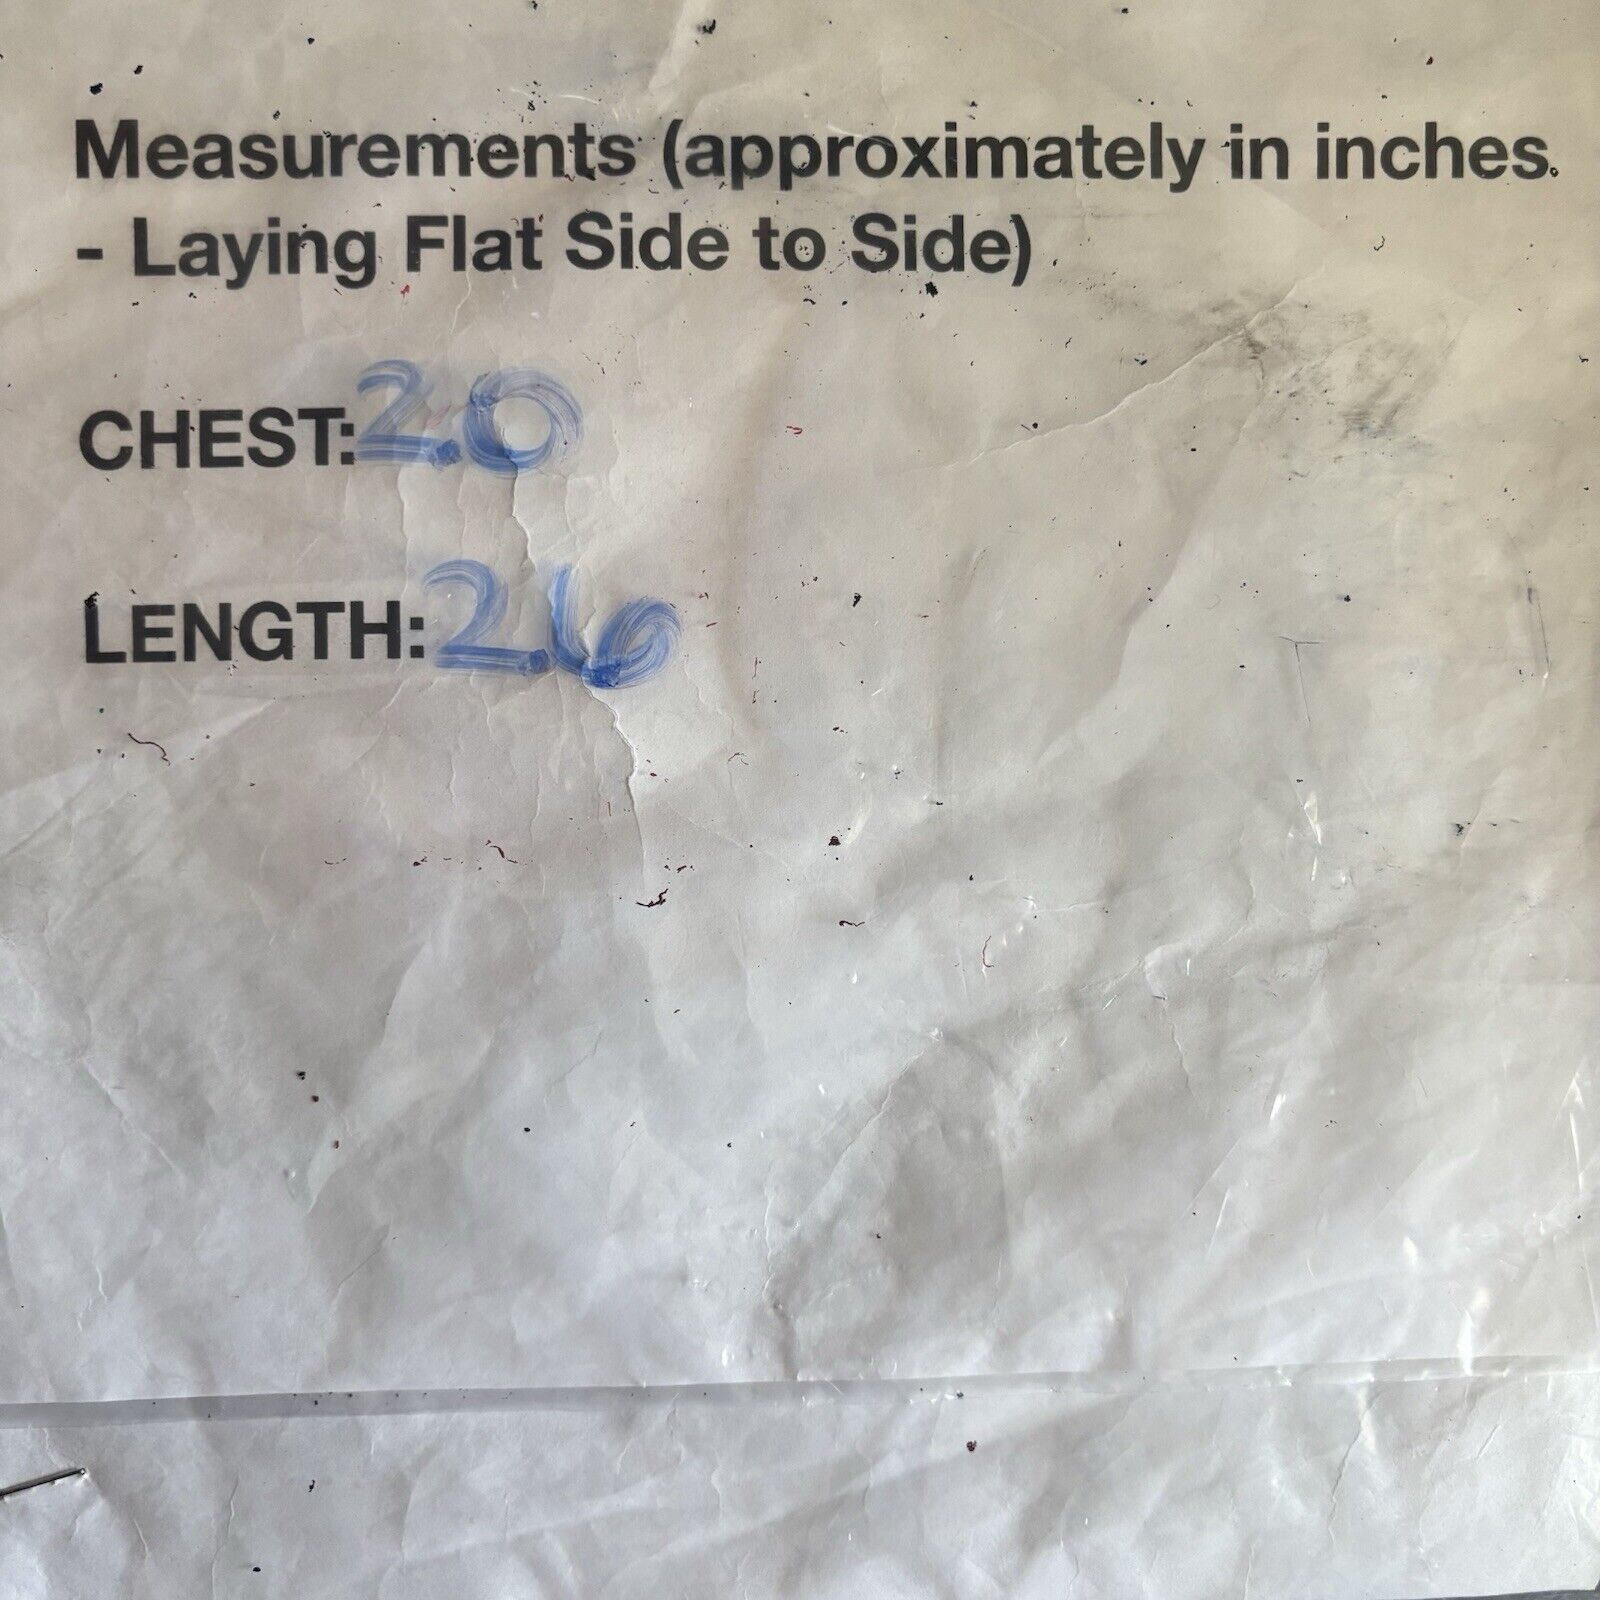 Measurements (approximately in inches.
- Laying Flat Side to Side)
CHEST: 20
LENGTH: 26